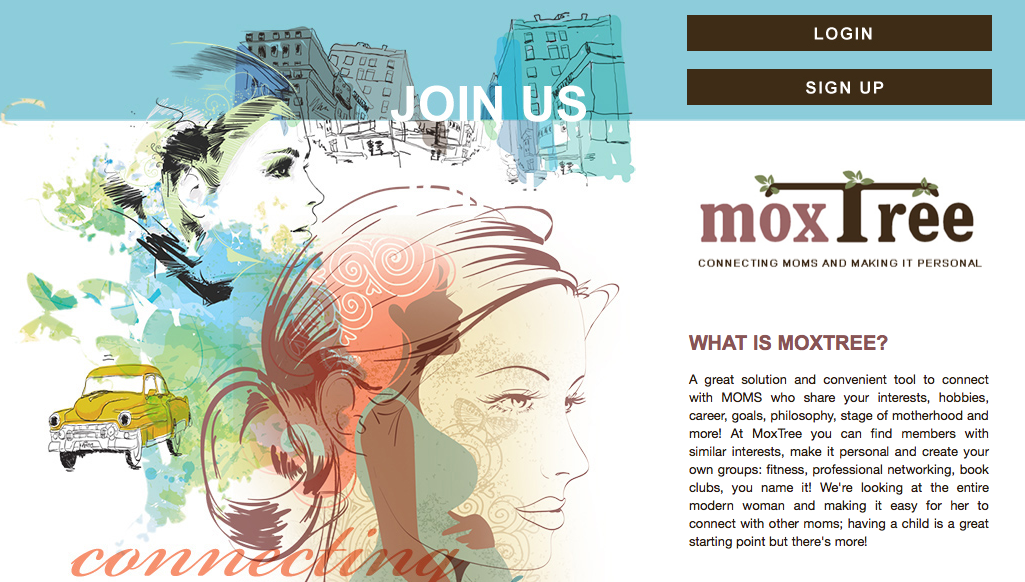 JOIN US
LOGIN
SIGN UP
moxTree
CONNECTING MOMS AND MAKING IT PERSONAL
WHAT IS MOXTREE?
A great solution and convenient tool to connect
with MOMS who share your interests, hobbies,
career, goals, philosophy, stage of motherhood and
more! At MoxTree you can find members with
similar interests, make it personal and create your
own groups: fitness, professional networking, book
clubs, you name it! We're looking at the entire
modern woman and making it easy for her to
connect with other moms; having a child is a great
starting point but there's more!
connecting